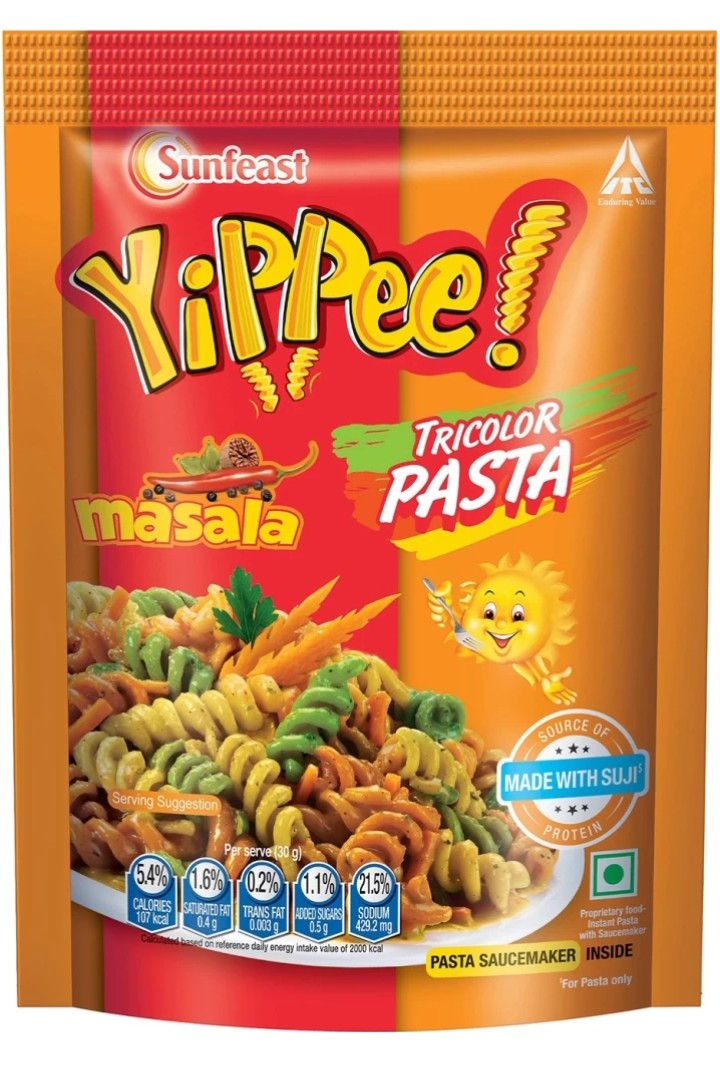 Sunfeast
ITC
Enduring Value
YiPPee!
TRICOLOR
PASTA
masala
SOURCE OF
MADE WITH SUJI$
PROTEIN
Serving Suggestion
Per serve (30 g)
5.4%
CALORIES
107 kcal
1.6%
SATURATED FAT
0.4 g
0.2%
TRANS FAT
0.003 g
1.1%
ADDED SUGARS
0.5 g
21.5%
SODIUM
429.2 mg
Calculated based on reference daily energy intake value of 2000 kcal
Proprietary food-
Instant Pasta
with Saucemaker
PASTA SAUCEMAKER INSIDE
$For Pasta only